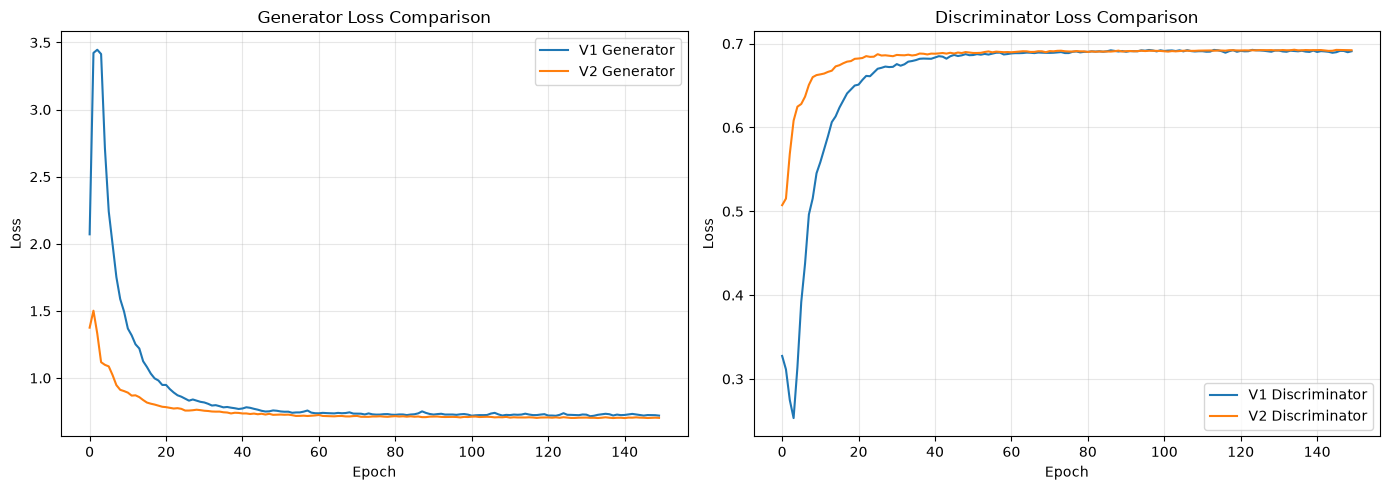 Generator Loss Comparison
3.5
3.0
2.5
2.0
1.5
1.0
Loss
0 20 40 60 80 100 120 140
Epoch
V1 Generator
V2 Generator
Discriminator Loss Comparison
0.7
0.6
0.5
0.4
0.3
Loss
0 20 40 60 80 100 120 140
Epoch
V1 Discriminator
V2 Discriminator